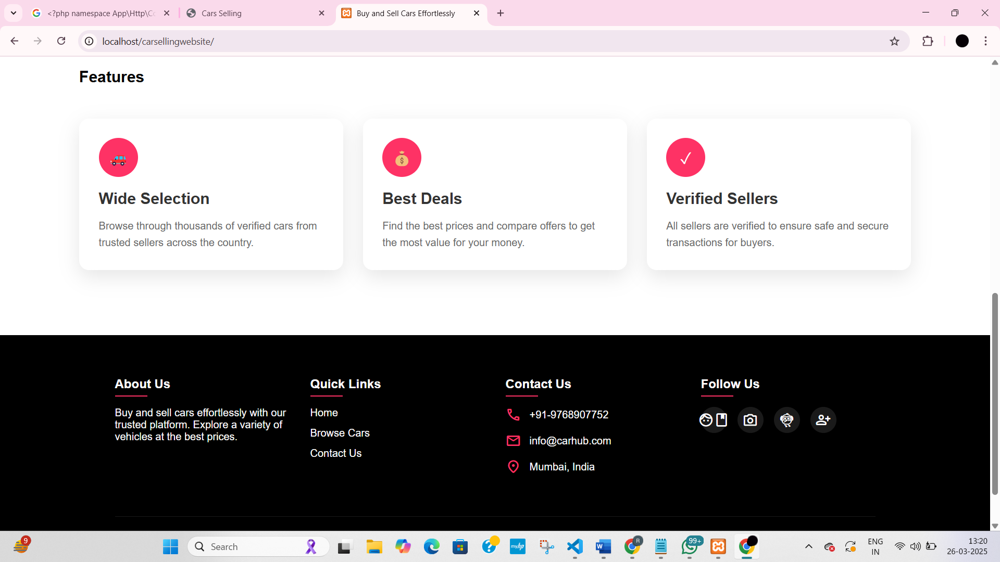 <?php namespace App\Http\Co
Cars Selling
Buy and Sell Cars Effortlessly
localhost/carsellingwebsite/
Features
Wide Selection
Browse through thousands of verified cars from
trusted sellers across the country.
Best Deals
Find the best prices and compare offers to get
the most value for your money.
Verified Sellers
All sellers are verified to ensure safe and secure
transactions for buyers.
About Us
Buy and sell cars effortlessly with our
trusted platform. Explore a variety of
vehicles at the best prices.
Quick Links
Home
Browse Cars
Contact Us
Contact Us
+91-9768907752
info@carhub.com
Mumbai, India
Follow Us
9
Search
myhp
R
99+
ENG
IN
13:20
26-03-2025